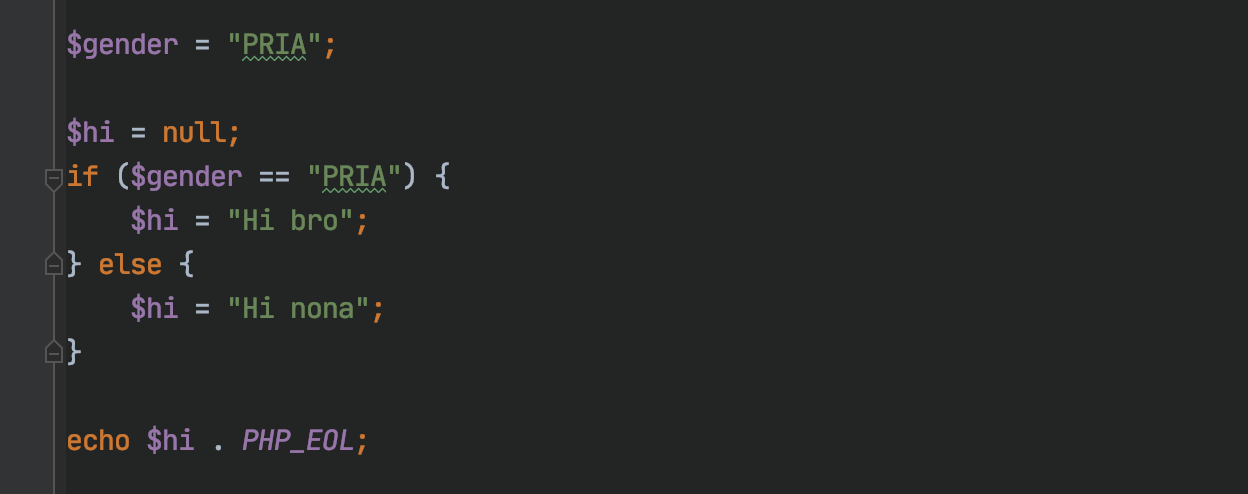 $gender = "PRIA";
$hi = null;
if ($gender == "PRIA") {
    $hi = "Hi bro";
} else {
    $hi = "Hi nona";
}
echo $hi . PHP_EOL;